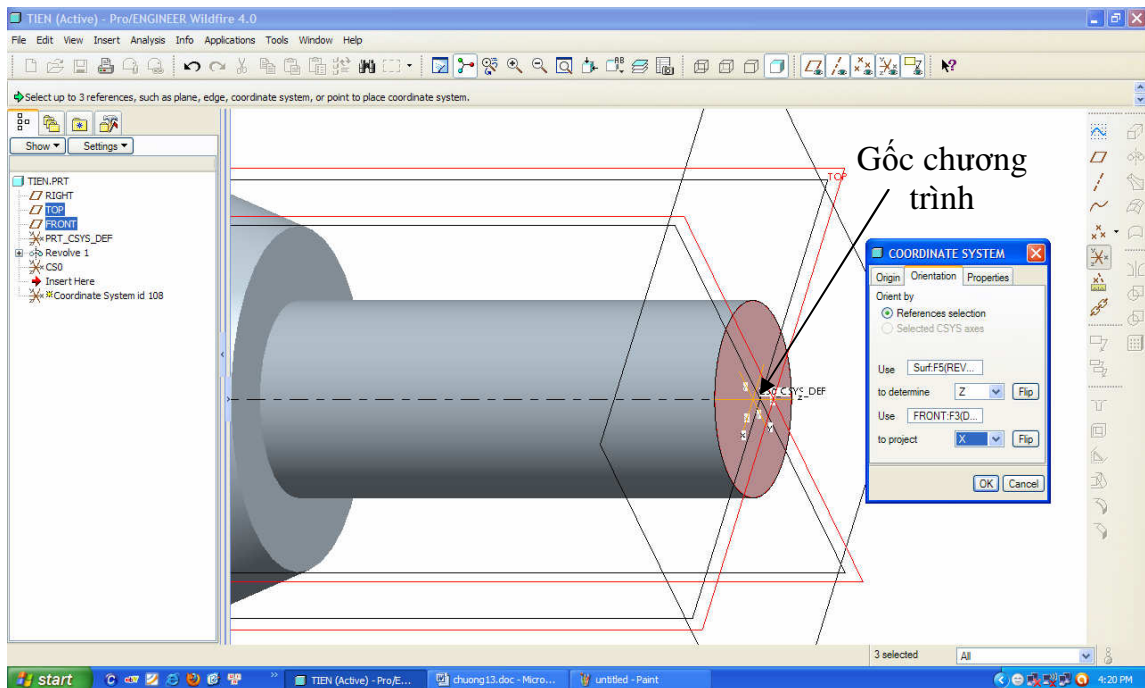 TIEN (Active) - Pro/ENGINEER Wildfire 4.0
File Edit View Insert Analysis Info Applications Tools Window Help
Select up to 3 references, such as plane, edge, coordinate system, or point to place coordinate system.
Show Settings
TIEN.PRT
RIGHT
TOP
FRONT
PRT_CSYS_DEF
Revolve 1
CS0
Insert Here
Coordinate System id 108
TOP
Gốc chương
trình
CSYS_DEF
X
Y
Z
COORDINATE SYSTEM
Origin Orientation Properties
Orient by
References selection
Selected CSYS axes
Use Surf:F5(REV...
to determine Z Flip
Use FRONT:F3(D...
to project X Flip
OK Cancel
3 selected All
start TIEN (Active) - Pro/E... chuong13.doc - Micro... untitled - Paint 4:20 PM